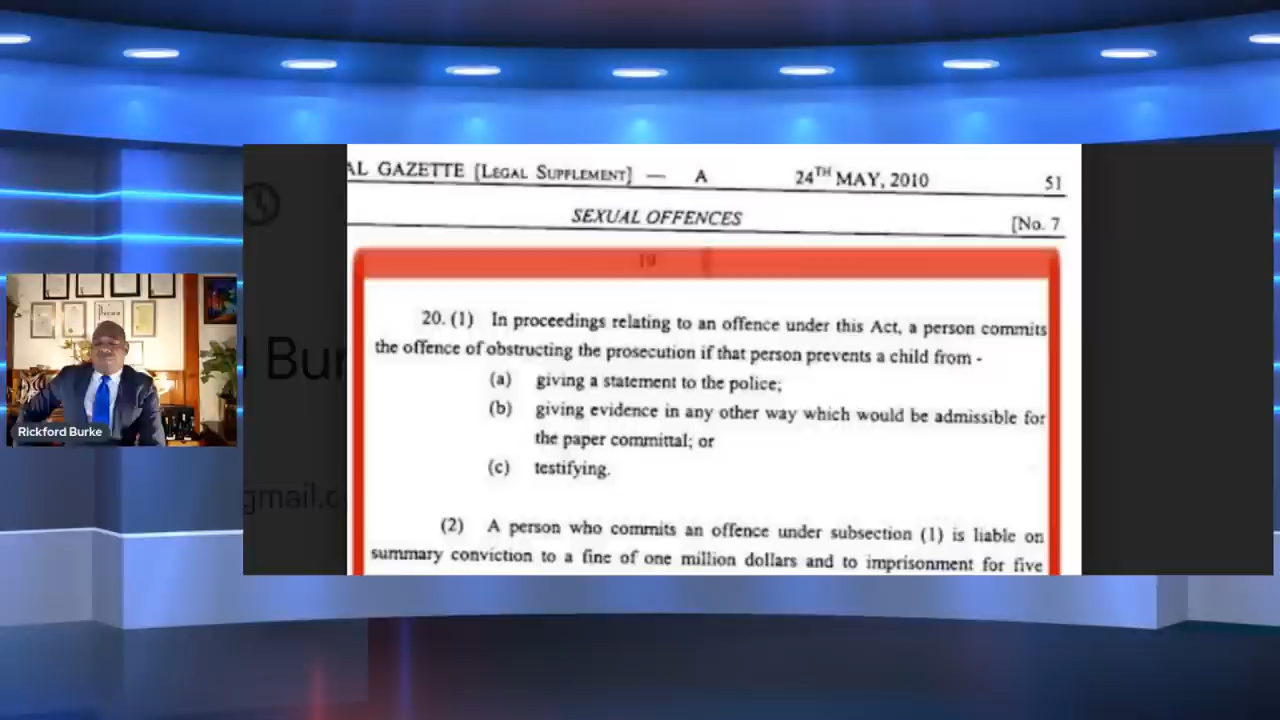 AL GAZETTE [LEGAL SUPPLEMENT] — A 24TH MAY, 2010 51
SEXUAL OFFENCES [No. 7
19
20. (1) In proceedings relating to an offence under this Act, a person commits
the offence of obstructing the prosecution if that person prevents a child from -
(a) giving a statement to the police;
(b) giving evidence in any other way which would be admissible for
the paper committal; or
(c) testifying.
(2) A person who commits an offence under subsection (1) is liable on
summary conviction to a fine of one million dollars and to imprisonment for five
Bur
gmail.c
Rickford Burke